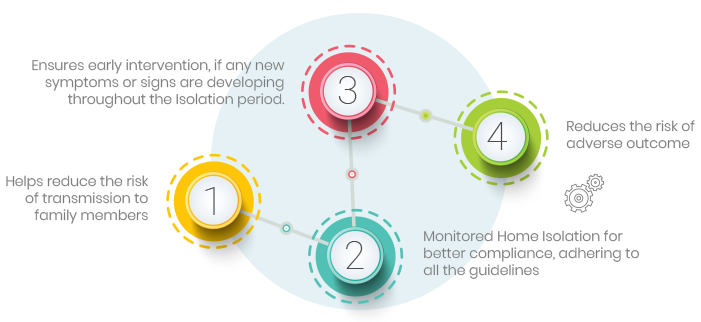 Ensures early intervention, if any new
symptoms or signs are developing
throughout the Isolation period.
3
4
Reduces the risk of
adverse outcome
Helps reduce the risk
of transmission to
family members
1
2
Monitored Home Isolation for
better compliance, adhering to
all the guidelines